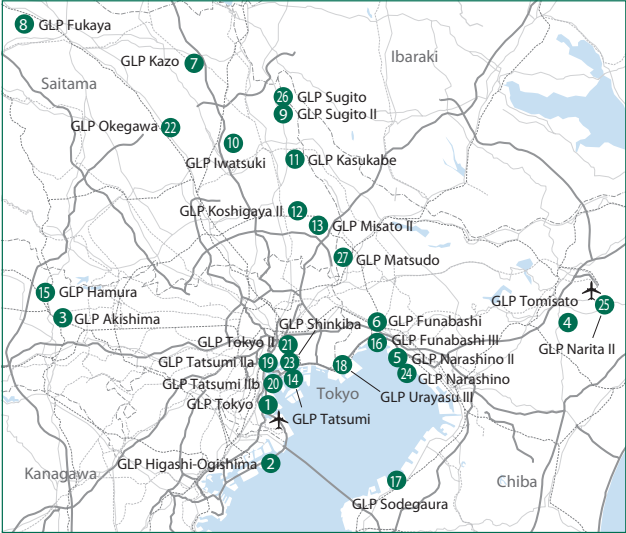 8 GLP Fukaya
Ibaraki
GLP Kazo 7
Saitama
26 GLP Sugito
9 GLP Sugito II
GLP Okegawa 22
10
GLP Iwatsuki
11 GLP Kasukabe
GLP Koshigaya II 12
13 GLP Misato II
27 GLP Matsudo
15 GLP Hamura
3 GLP Akishima
GLP Tomisato
4
25
GLP Narita II
GLP Shinkiba
6 GLP Funabashi
GLP Tokyo II 21
16 GLP Funabashi III
GLP Tatsumi IIa 19
23
18
5 GLP Narashino II
GLP Tatsumi IIb 20
14
24 GLP Narashino
Tokyo
GLP Urayasu III
GLP Tokyo 1
GLP Tatsumi
GLP Higashi-Ogishima 2
Kanagawa
17
Chiba
GLP Sodegaura